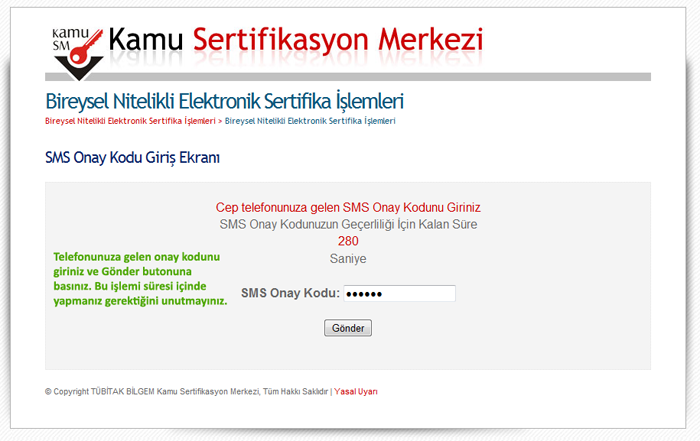 kamu
SM
Kamu Sertifikasyon Merkezi
Bireysel Nitelikli Elektronik Sertifika İşlemleri
Bireysel Nitelikli Elektronik Sertifika İşlemleri > Bireysel Nitelikli Elektronik Sertifika İşlemleri
SMS Onay Kodu Giriş Ekranı
Cep telefonunuza gelen SMS Onay Kodunu Giriniz
SMS Onay Kodunuzun Geçerliliği İçin Kalan Süre
280
Saniye
Telefonunuza gelen onay kodunu
giriniz ve Gönder butonuna
basınız. Bu işlemi süresi içinde
yapmanız gerektiğini unutmayınız.
SMS Onay Kodu: ••••••
Gönder
© Copyright TÜBİTAK BİLGEM Kamu Sertifikasyon Merkezi, Tüm Hakkı Saklıdır | Yasal Uyarı